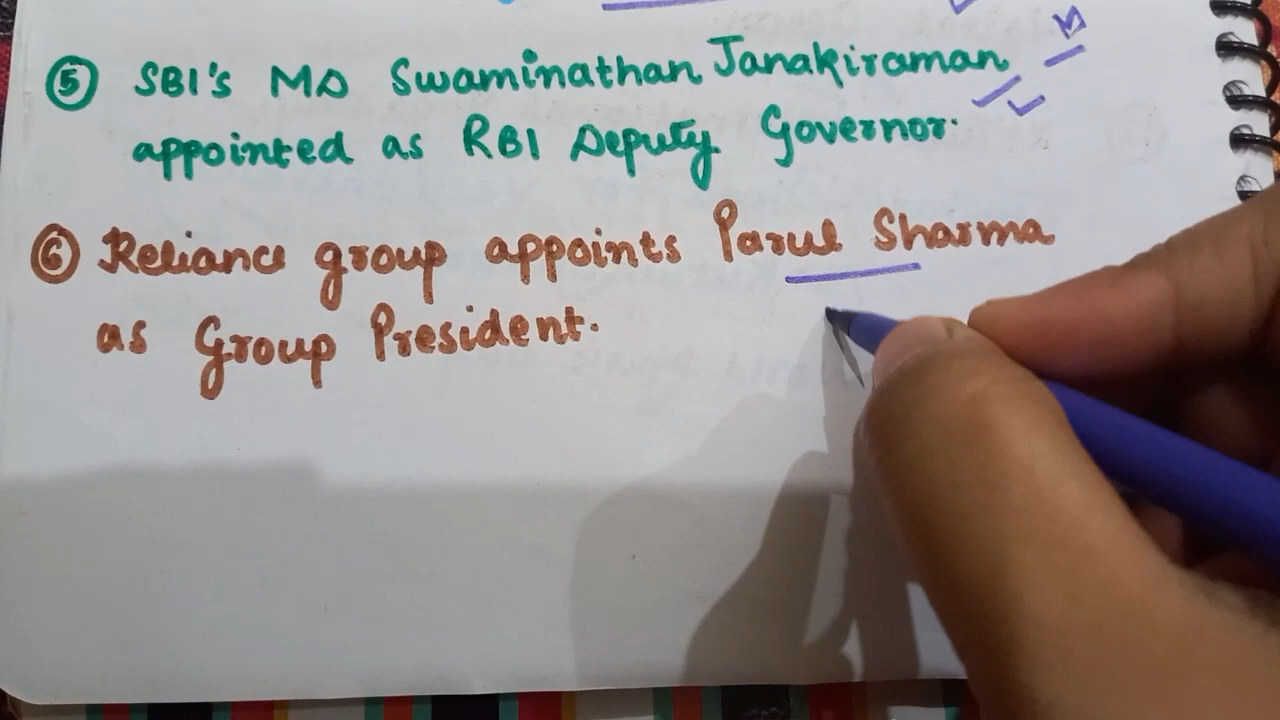 ⑤ SBI's MD Swaminathan Janakiraman
appointed as RBI Deputy Governor.
⑥ Reliance group appoints Parul Sharma
as Group President.